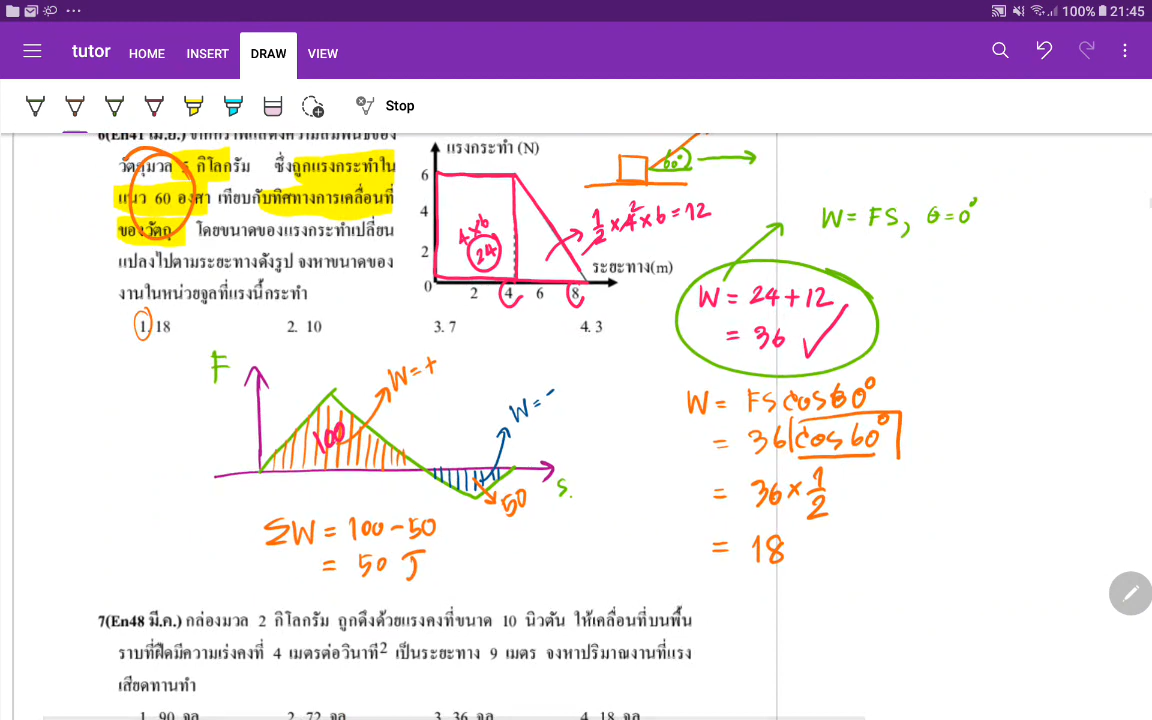 100% 21:45
tutor HOME INSERT DRAW VIEW
Stop
6(En41 เม.ย.) จากกราฟแสดงความสัมพันธ์ของ
วัตถุมวล 5 กิโลกรัม ซึ่งถูกแรงกระทำใน
แนว 60 องสา เทียบกับทิศทางการเคลื่อนที่
ของวัตถุ โดยขนาดของแรงกระทำเปลี่ยน
แปลงไปตามระยะทางดังรูป จงหาขนาดของ
งานในหน่วยจูลที่แรงนี้กระทำ
1. 18 2. 10 3. 7 4. 3
แรงกระทำ (N)
6
4
2
0 2 4 6 8
ระยะทาง(m)
4×6
24
1/2 × 4 2 × 6 = 12
60°
W = FS, θ = 0°
W = 24 + 12
= 36
W = FS cos60°
= 36 cos60°
= 36 × 1/2
= 18
F
W = +
100
W = -
50
S.
ΣW = 100 - 50
= 50 J
7(En48 มี.ค.) กล่องมวล 2 กิโลกรัม ถูกดึงด้วยแรงคงที่ขนาด 10 นิวตัน ให้เคลื่อนที่บนพื้น
ราบที่ฝืดมีความเร่งคงที่ 4 เมตรต่อวินาที2 เป็นระยะทาง 9 เมตร จงหาปริมาณงานที่แรง
เสียดทานทำ
1. 90 จูล 2. 72 จูล 3. 36 จูล 4. 18 จูล